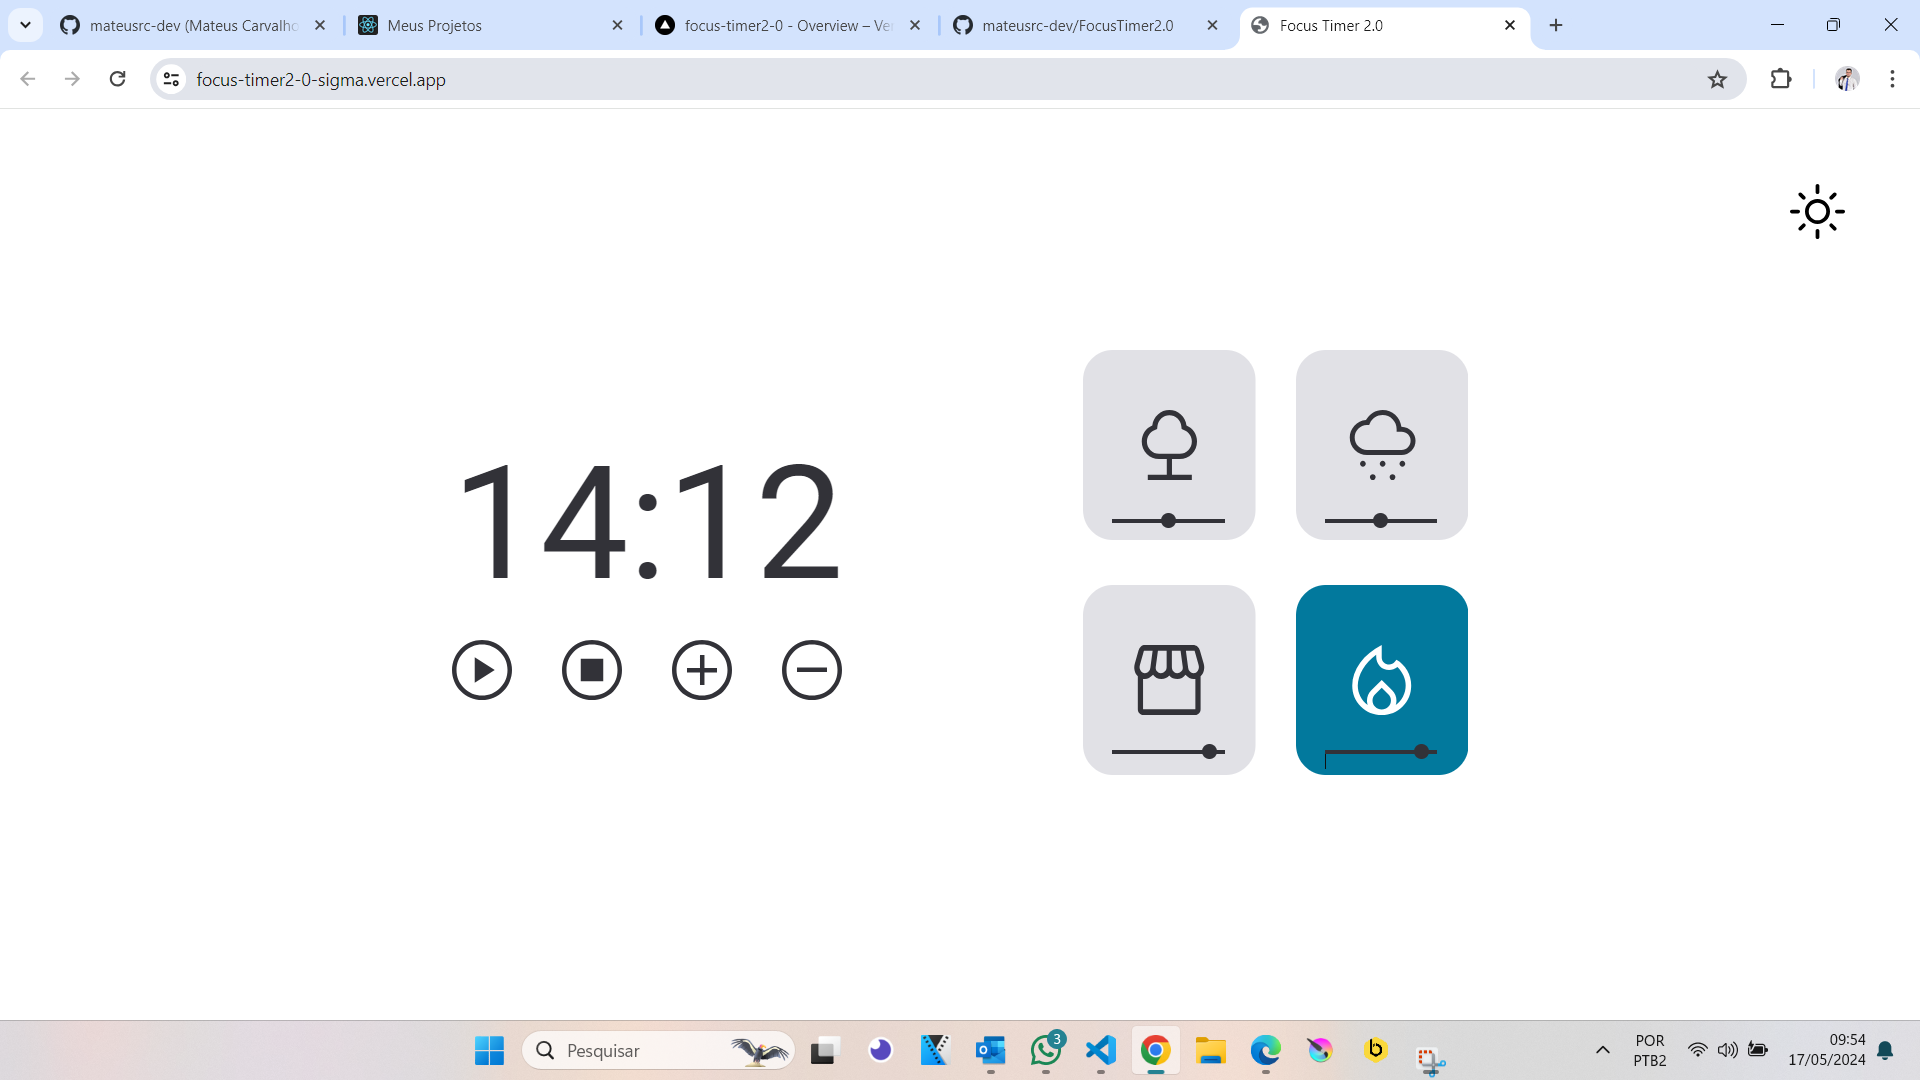 mateusrc-dev (Mateus Carvalho
Meus Projetos
focus-timer2-0 - Overview – Ver
mateusrc-dev/FocusTimer2.0
Focus Timer 2.0
focus-timer2-0-sigma.vercel.app
14:12
Pesquisar
3
POR
PTB2
09:54
17/05/2024